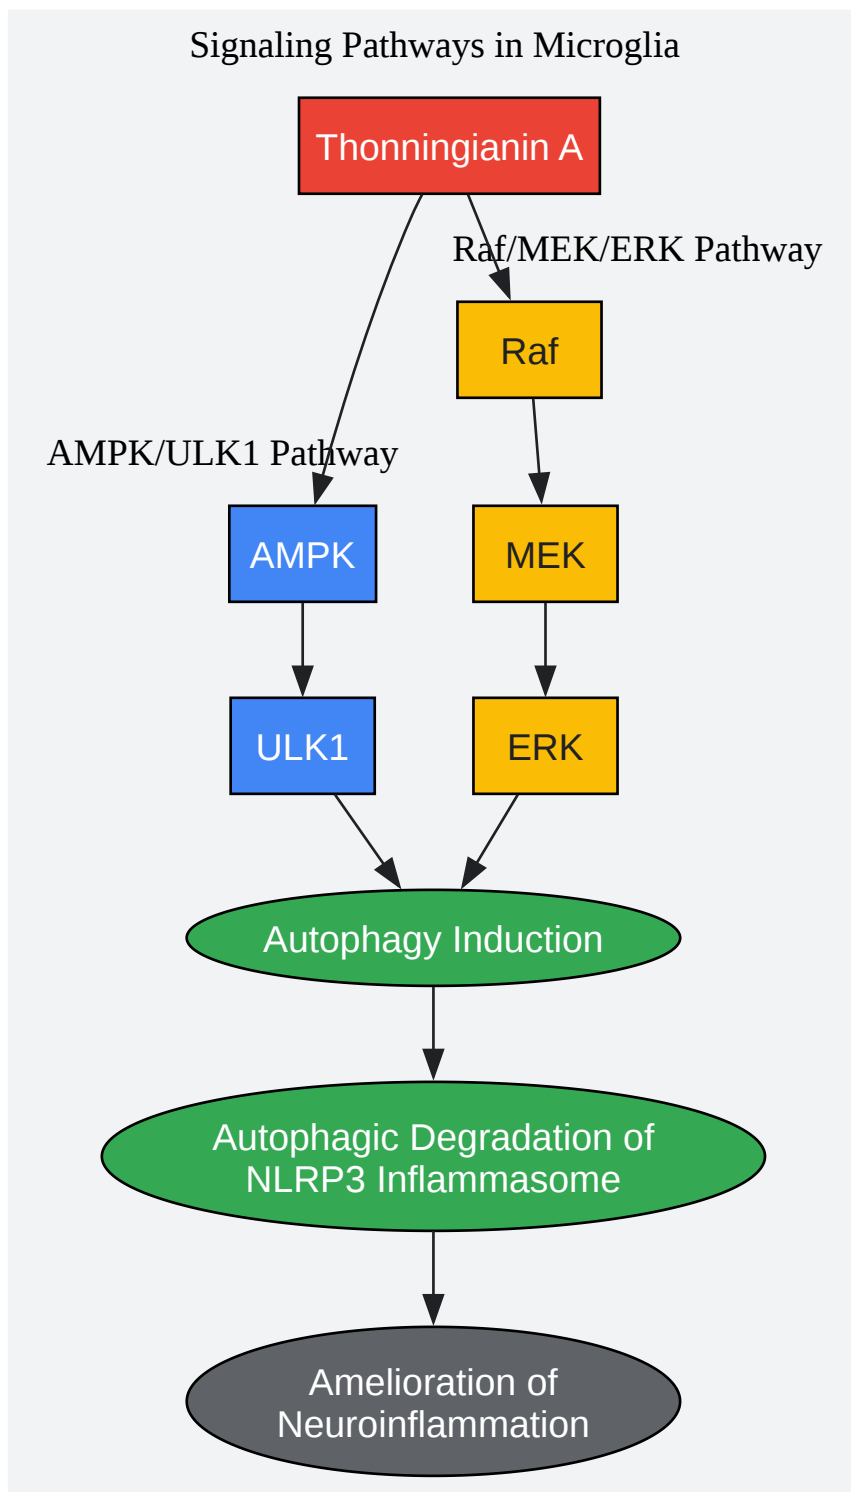 Signaling Pathways in Microglia
Thonningianin A
Raf/MEK/ERK Pathway
Raf
AMPK/ULK1 Pathway
AMPK
MEK
ULK1
ERK
Autophagy Induction
Autophagic Degradation of
NLRP3 Inflammasome
Amelioration of
Neuroinflammation